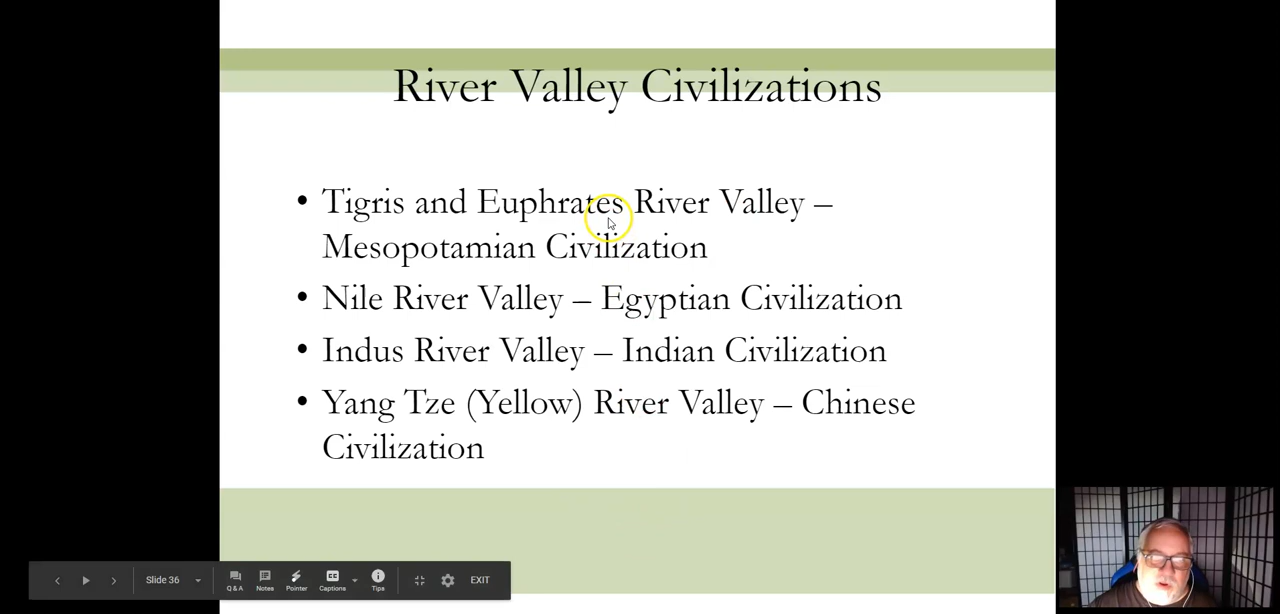 River Valley Civilizations
• Tigris and Euphrates River Valley –
Mesopotamian Civilization
• Nile River Valley – Egyptian Civilization
• Indus River Valley – Indian Civilization
• Yang Tze (Yellow) River Valley – Chinese
Civilization
Slide 36
Q & A
Notes
Pointer
CC
Captions
Tips
EXIT